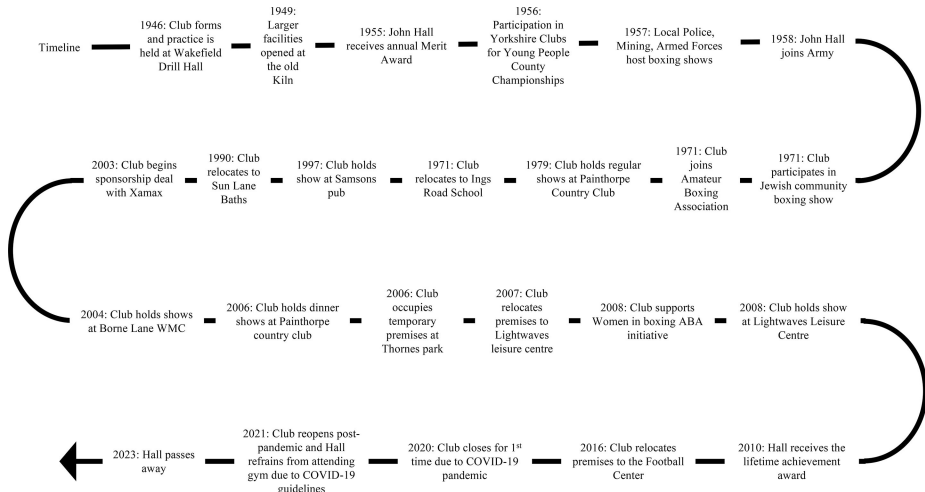 Timeline
1946: Club forms
and practice is
held at Wakefield
Drill Hall
1949:
Larger
facilities
opened at
the old
Kiln
1955: John Hall
receives annual Merit
Award
1956:
Participation in
Yorkshire Clubs
for Young People
County
Championships
1957: Local Police,
Mining, Armed Forces
host boxing shows
1958: John Hall
joins Army
1971: Club
participates in
Jewish community
boxing show
1971: Club
joins
Amateur
Boxing
Association
1979: Club holds regular
shows at Painthorpe
Country Club
1971: Club
relocates to Ings
Road School
1997: Club holds
show at Samsons
pub
1990: Club
relocates to
Sun Lane
Baths
2003: Club begins
sponsorship deal
with Xamax
2004: Club holds shows
at Borne Lane WMC
2006: Club holds dinner
shows at Painthorpe
country club
2006: Club
occupies
temporary
premises at
Thornes park
2007: Club
relocates
premises to
Lightwaves
leisure centre
2008: Club supports
Women in boxing ABA
initiative
2008: Club holds show
at Lightwaves Leisure
Centre
2010: Hall receives the
lifetime achievement
award
2016: Club relocates
premises to the Football
Center
2020: Club closes for 1st
time due to COVID-19
pandemic
2021: Club reopens post-
pandemic and Hall
refrains from attending
gym due to COVID-19
guidelines
2023: Hall passes
away